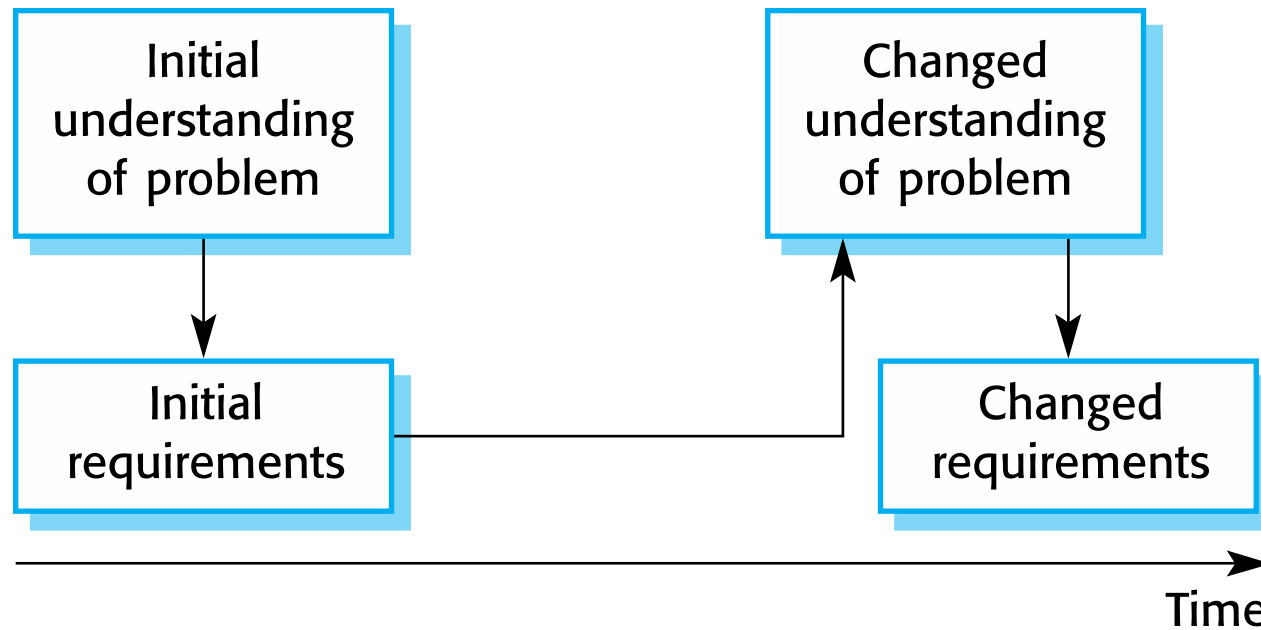 Initial
understanding
of problem
Changed
understanding
of problem
Initial
requirements
Changed
requirements
Time